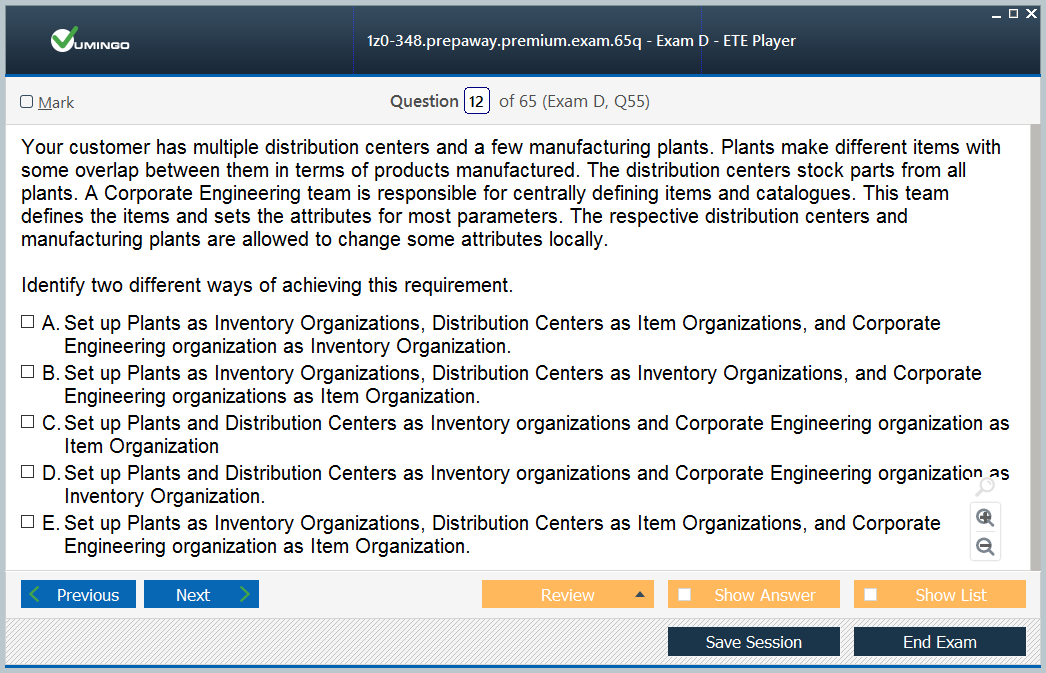 VUMINGO
1z0-348.prepaway.premium.exam.65q - Exam D - ETE Player
Mark
Question 12 of 65 (Exam D, Q55)
Your customer has multiple distribution centers and a few manufacturing plants. Plants make different items with
some overlap between them in terms of products manufactured. The distribution centers stock parts from all
plants. A Corporate Engineering team is responsible for centrally defining items and catalogues. This team
defines the items and sets the attributes for most parameters. The respective distribution centers and
manufacturing plants are allowed to change some attributes locally.
Identify two different ways of achieving this requirement.
A. Set up Plants as Inventory Organizations, Distribution Centers as Item Organizations, and Corporate
Engineering organization as Inventory Organization.
B. Set up Plants as Inventory Organizations, Distribution Centers as Inventory Organizations, and Corporate
Engineering organizations as Item Organization.
C. Set up Plants and Distribution Centers as Inventory organizations and Corporate Engineering organization as
Item Organization
D. Set up Plants and Distribution Centers as Inventory organizations and Corporate Engineering organization as
Inventory Organization.
E. Set up Plants as Inventory Organizations, Distribution Centers as Item Organizations, and Corporate
Engineering organization as Item Organization.
Previous
Next
Review
Show Answer
Show List
Save Session
End Exam